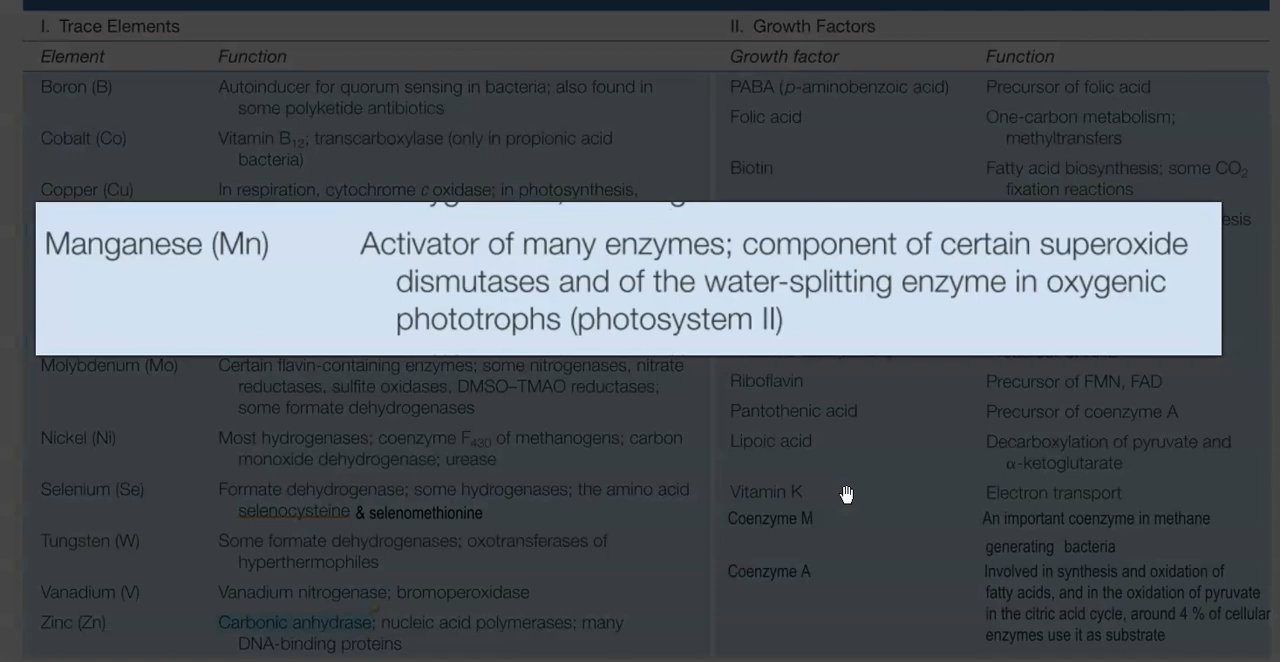 I. Trace Elements
Element Function
Boron (B) Autoinducer for quorum sensing in bacteria; also found in
some polyketide antibiotics
Cobalt (Co) Vitamin B₁₂; transcarboxylase (only in propionic acid
bacteria)
Copper (Cu) In respiration, cytochrome c oxidase; in photosynthesis,
Manganese (Mn) Activator of many enzymes; component of certain superoxide
dismutases and of the water-splitting enzyme in oxygenic
phototrophs (photosystem II)
Molybdenum (Mo) Certain flavin-containing enzymes; some nitrogenases, nitrate
reductases, sulfite oxidases, DMSO–TMAO reductases;
some formate dehydrogenases
Nickel (Ni) Most hydrogenases; coenzyme F₄₃₀ of methanogens; carbon
monoxide dehydrogenase; urease
Selenium (Se) Formate dehydrogenase; some hydrogenases; the amino acid
selenocysteine & selenomethionine
Tungsten (W) Some formate dehydrogenases; oxotransferases of
hyperthermophiles
Vanadium (V) Vanadium nitrogenase; bromoperoxidase
Zinc (Zn) Carbonic anhydrase; nucleic acid polymerases; many
DNA-binding proteins
II. Growth Factors
Growth factor Function
PABA (p-aminobenzoic acid) Precursor of folic acid
Folic acid One-carbon metabolism;
methyltransfers
Biotin Fatty acid biosynthesis; some CO₂
fixation reactions
Riboflavin Precursor of FMN, FAD
Pantothenic acid Precursor of coenzyme A
Lipoic acid Decarboxylation of pyruvate and
α-ketoglutarate
Vitamin K Electron transport
Coenzyme M An important coenzyme in methane
generating bacteria
Coenzyme A Involved in synthesis and oxidation of
fatty acids, and in the oxidation of pyruvate
in the citric acid cycle, around 4 % of cellular
enzymes use it as substrate